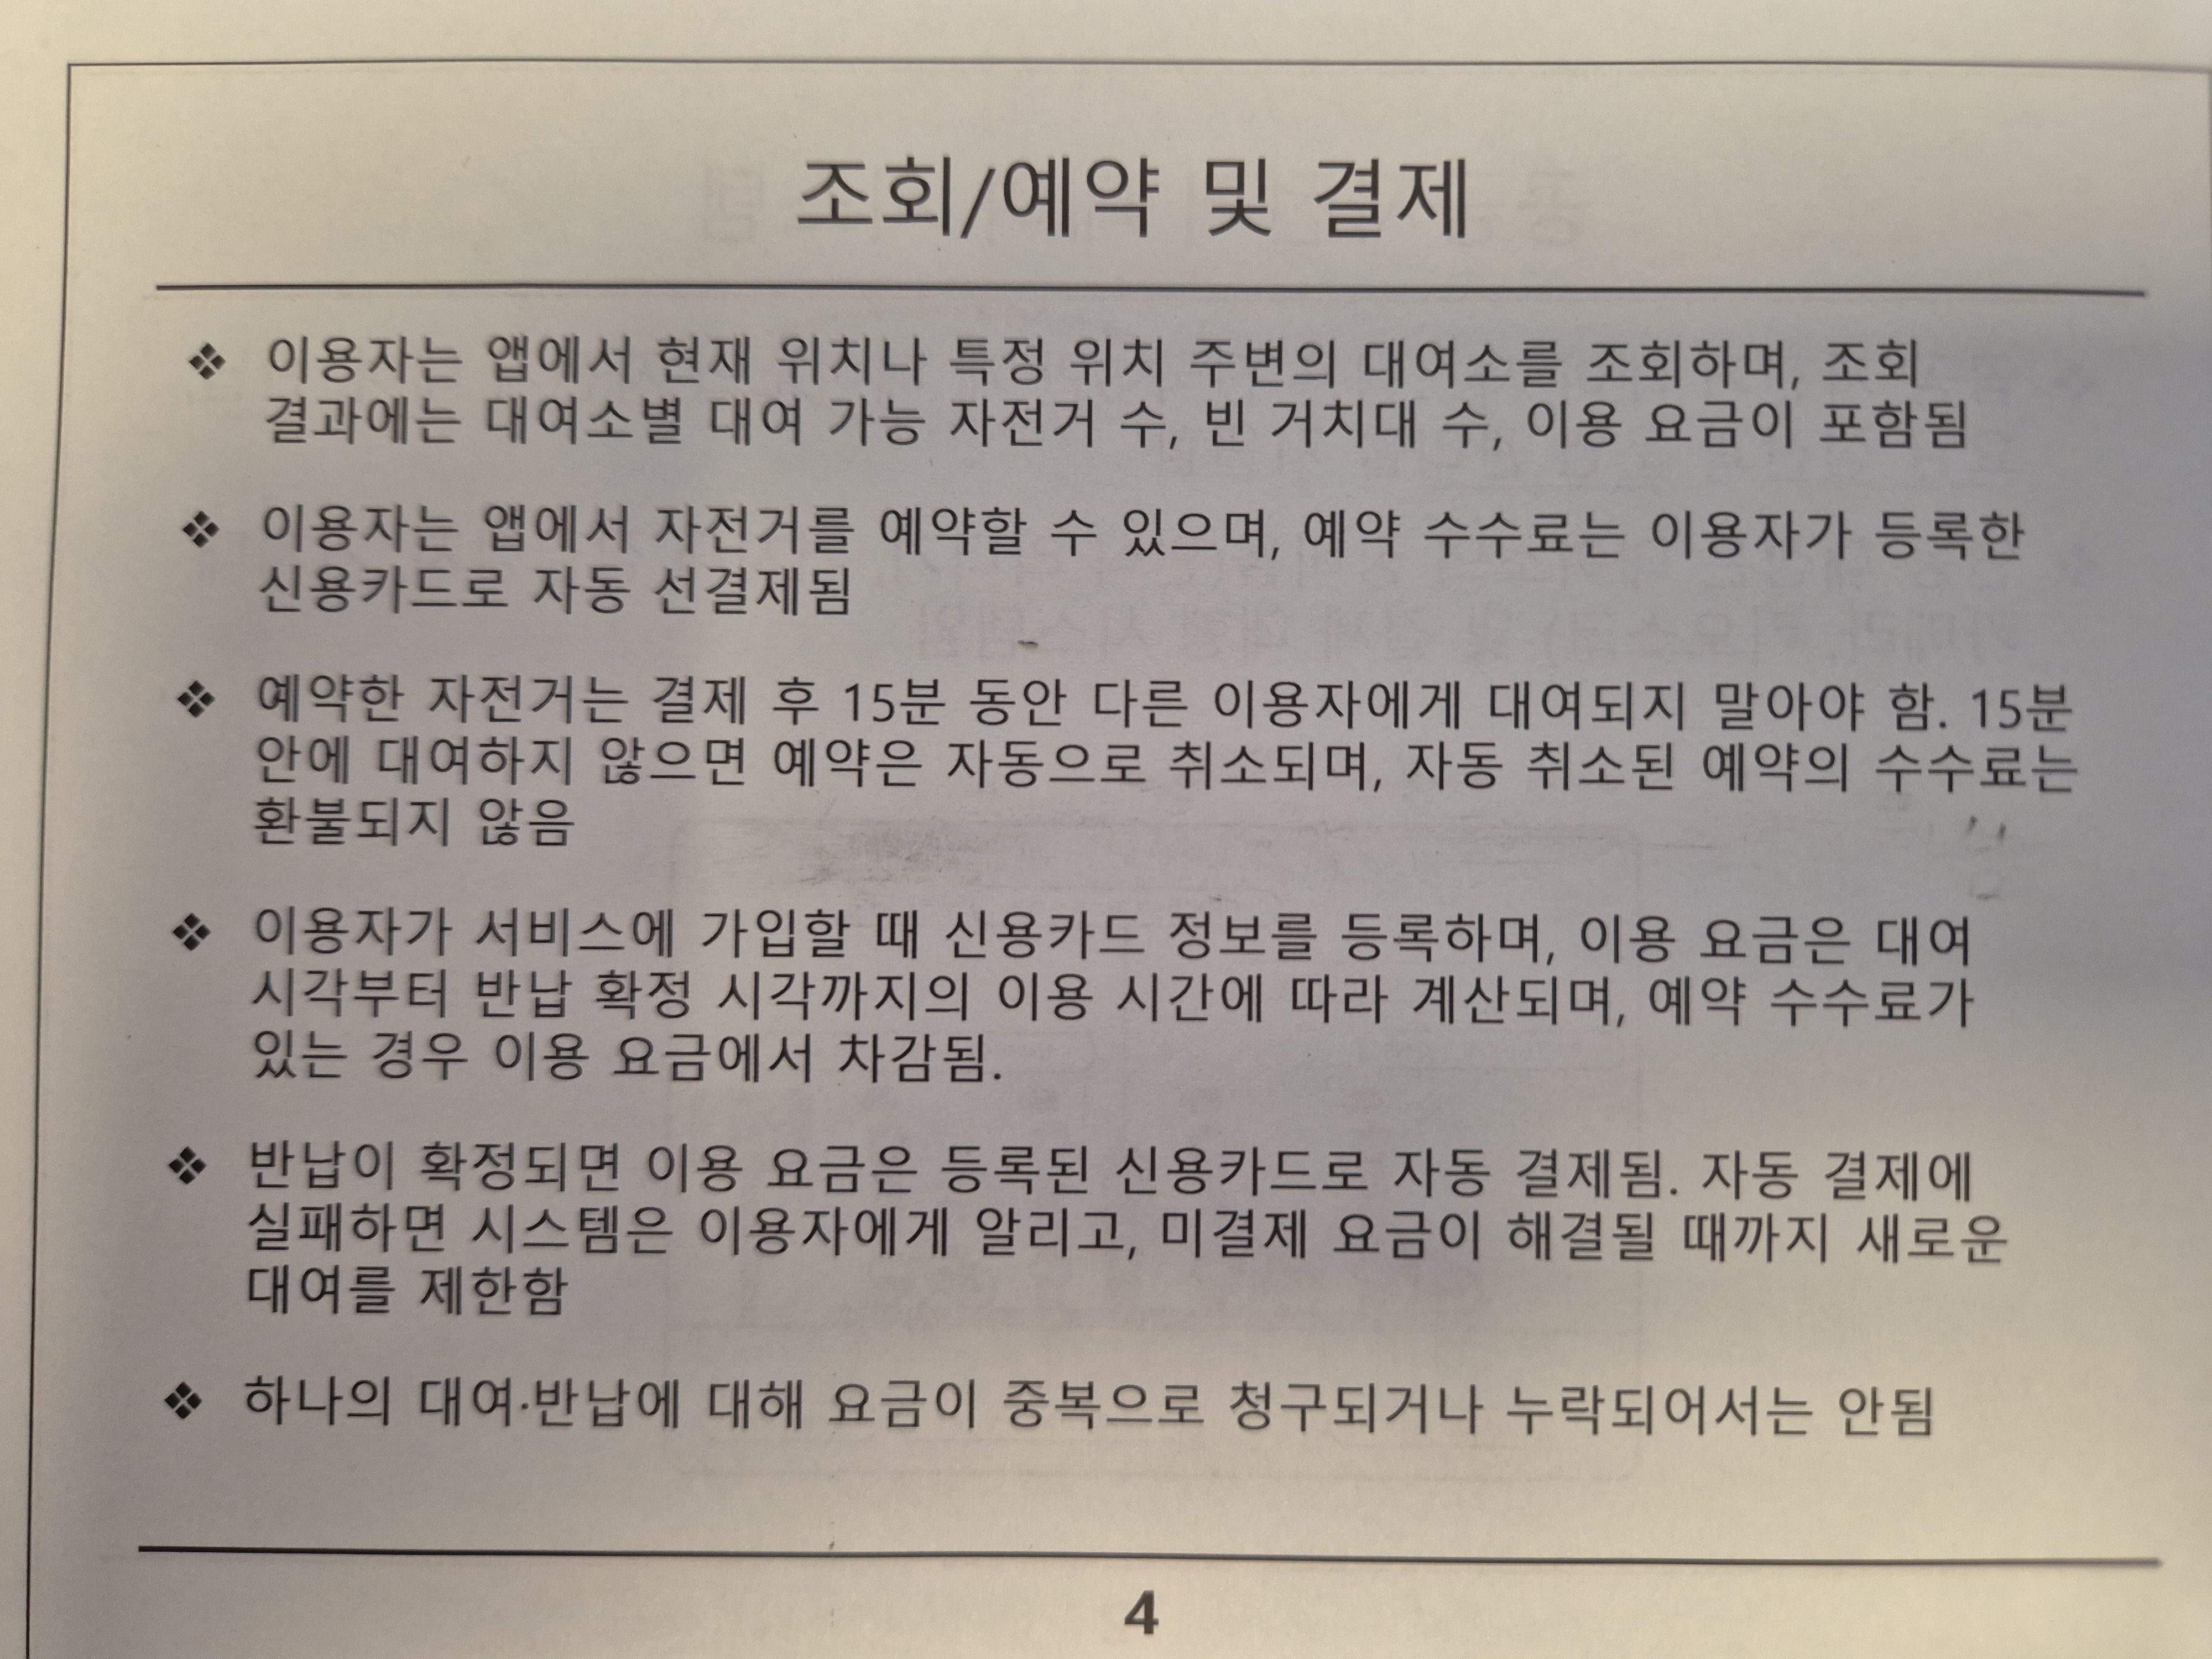 조회/예약 및 결제
❖ 이용자는 앱에서 현재 위치나 특정 위치 주변의 대여소를 조회하며, 조회
결과에는 대여소별 대여 가능 자전거 수, 빈 거치대 수, 이용 요금이 포함됨
❖ 이용자는 앱에서 자전거를 예약할 수 있으며, 예약 수수료는 이용자가 등록한
신용카드로 자동 선결제됨
❖ 예약한 자전거는 결제 후 15분 동안 다른 이용자에게 대여되지 말아야 함. 15분
안에 대여하지 않으면 예약은 자동으로 취소되며, 자동 취소된 예약의 수수료는
환불되지 않음
❖ 이용자가 서비스에 가입할 때 신용카드 정보를 등록하며, 이용 요금은 대여
시각부터 반납 확정 시각까지의 이용 시간에 따라 계산되며, 예약 수수료가
있는 경우 이용 요금에서 차감됨.
❖ 반납이 확정되면 이용 요금은 등록된 신용카드로 자동 결제됨. 자동 결제에
실패하면 시스템은 이용자에게 알리고, 미결제 요금이 해결될 때까지 새로운
대여를 제한함
❖ 하나의 대여·반납에 대해 요금이 중복으로 청구되거나 누락되어서는 안됨
4